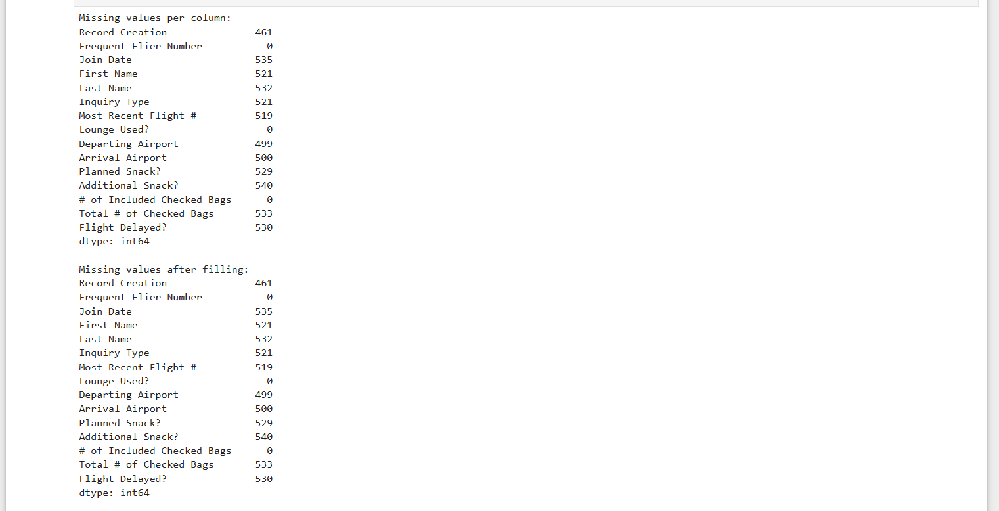 Missing values per column:
Record Creation 461
Frequent Flier Number 0
Join Date 535
First Name 521
Last Name 532
Inquiry Type 521
Most Recent Flight # 519
Lounge Used? 0
Departing Airport 499
Arrival Airport 500
Planned Snack? 529
Additional Snack? 540
# of Included Checked Bags 0
Total # of Checked Bags 533
Flight Delayed? 530
dtype: int64
Missing values after filling:
Record Creation 461
Frequent Flier Number 0
Join Date 535
First Name 521
Last Name 532
Inquiry Type 521
Most Recent Flight # 519
Lounge Used? 0
Departing Airport 499
Arrival Airport 500
Planned Snack? 529
Additional Snack? 540
# of Included Checked Bags 0
Total # of Checked Bags 533
Flight Delayed? 530
dtype: int64